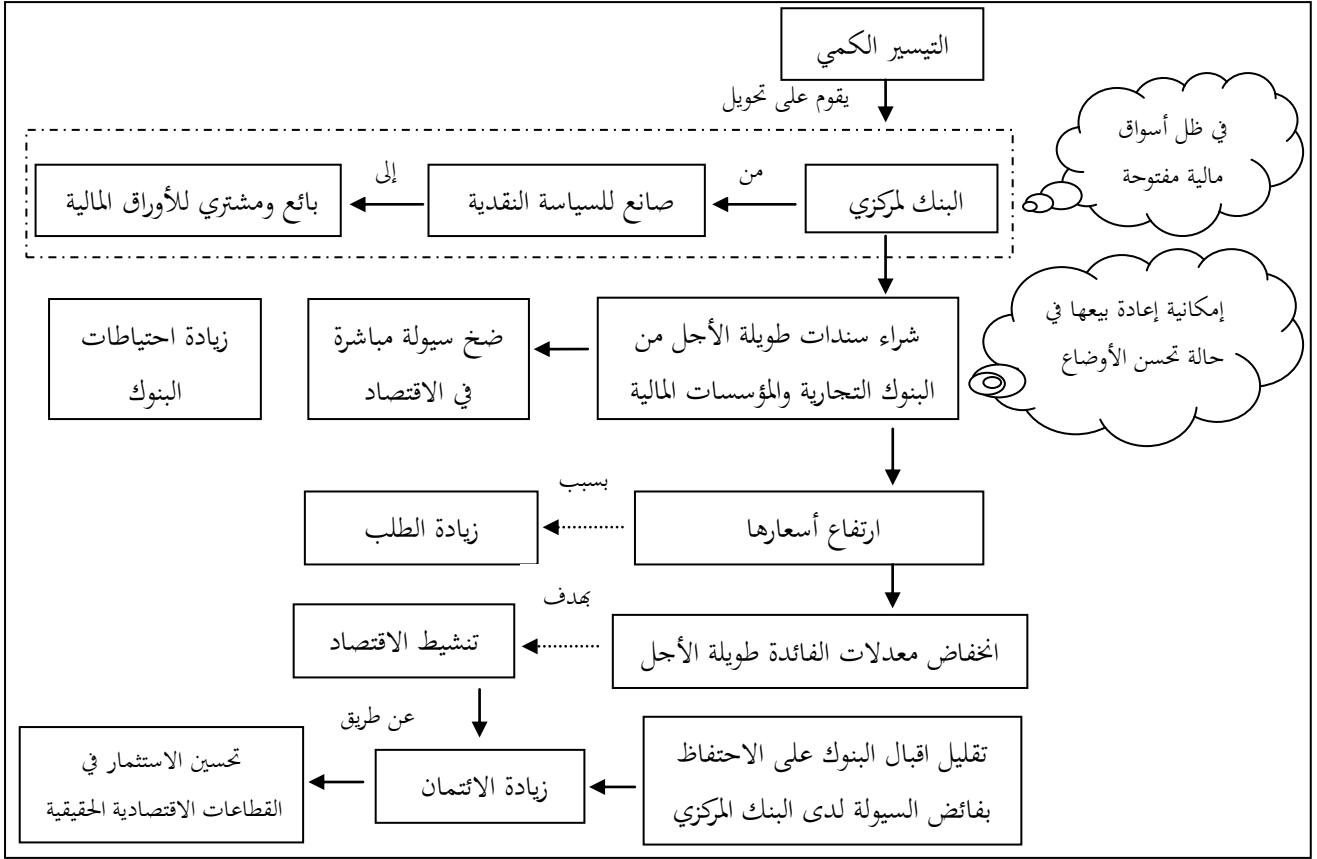 التيسير الكمي
يقوم على تحويل
في ظل أسواق
مالية مفتوحة
البنك لمركزي
من
صانع للسياسة النقدية
إلى
بائع ومشتري للأوراق المالية
إمكانية إعادة بيعها في
حالة تحسن الأوضاع
شراء سندات طويلة الأجل من
البنوك التجارية والمؤسسات المالية
ضخ سيولة مباشرة
في الاقتصاد
زيادة احتياطات
البنوك
ارتفاع أسعارها
بسبب
زيادة الطلب
انخفاض معدلات الفائدة طويلة الأجل
بهدف
تنشيط الاقتصاد
عن طريق
تقليل اقبال البنوك على الاحتفاظ
بفائض السيولة لدى البنك المركزي
زيادة الائتمان
تحسين الاستثمار في
القطاعات الاقتصادية الحقيقية